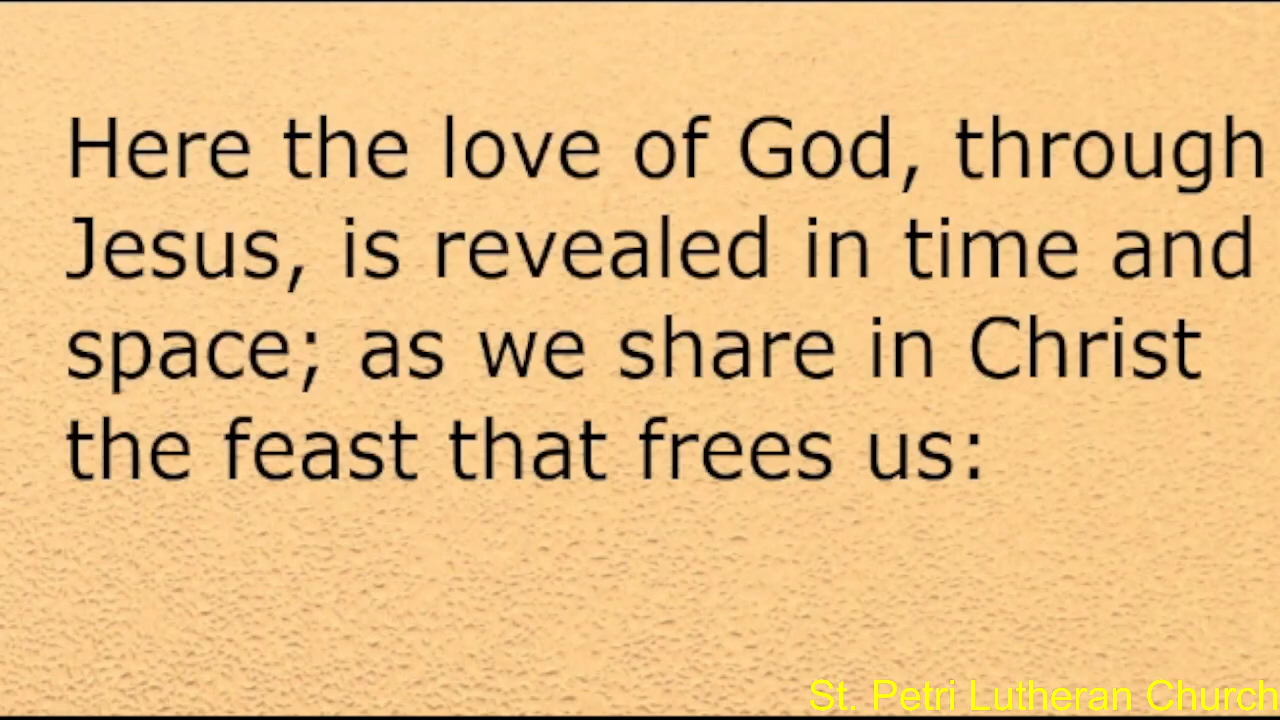 Here the love of God, through
Jesus, is revealed in time and
space; as we share in Christ
the feast that frees us:
St. Petri Lutheran Church